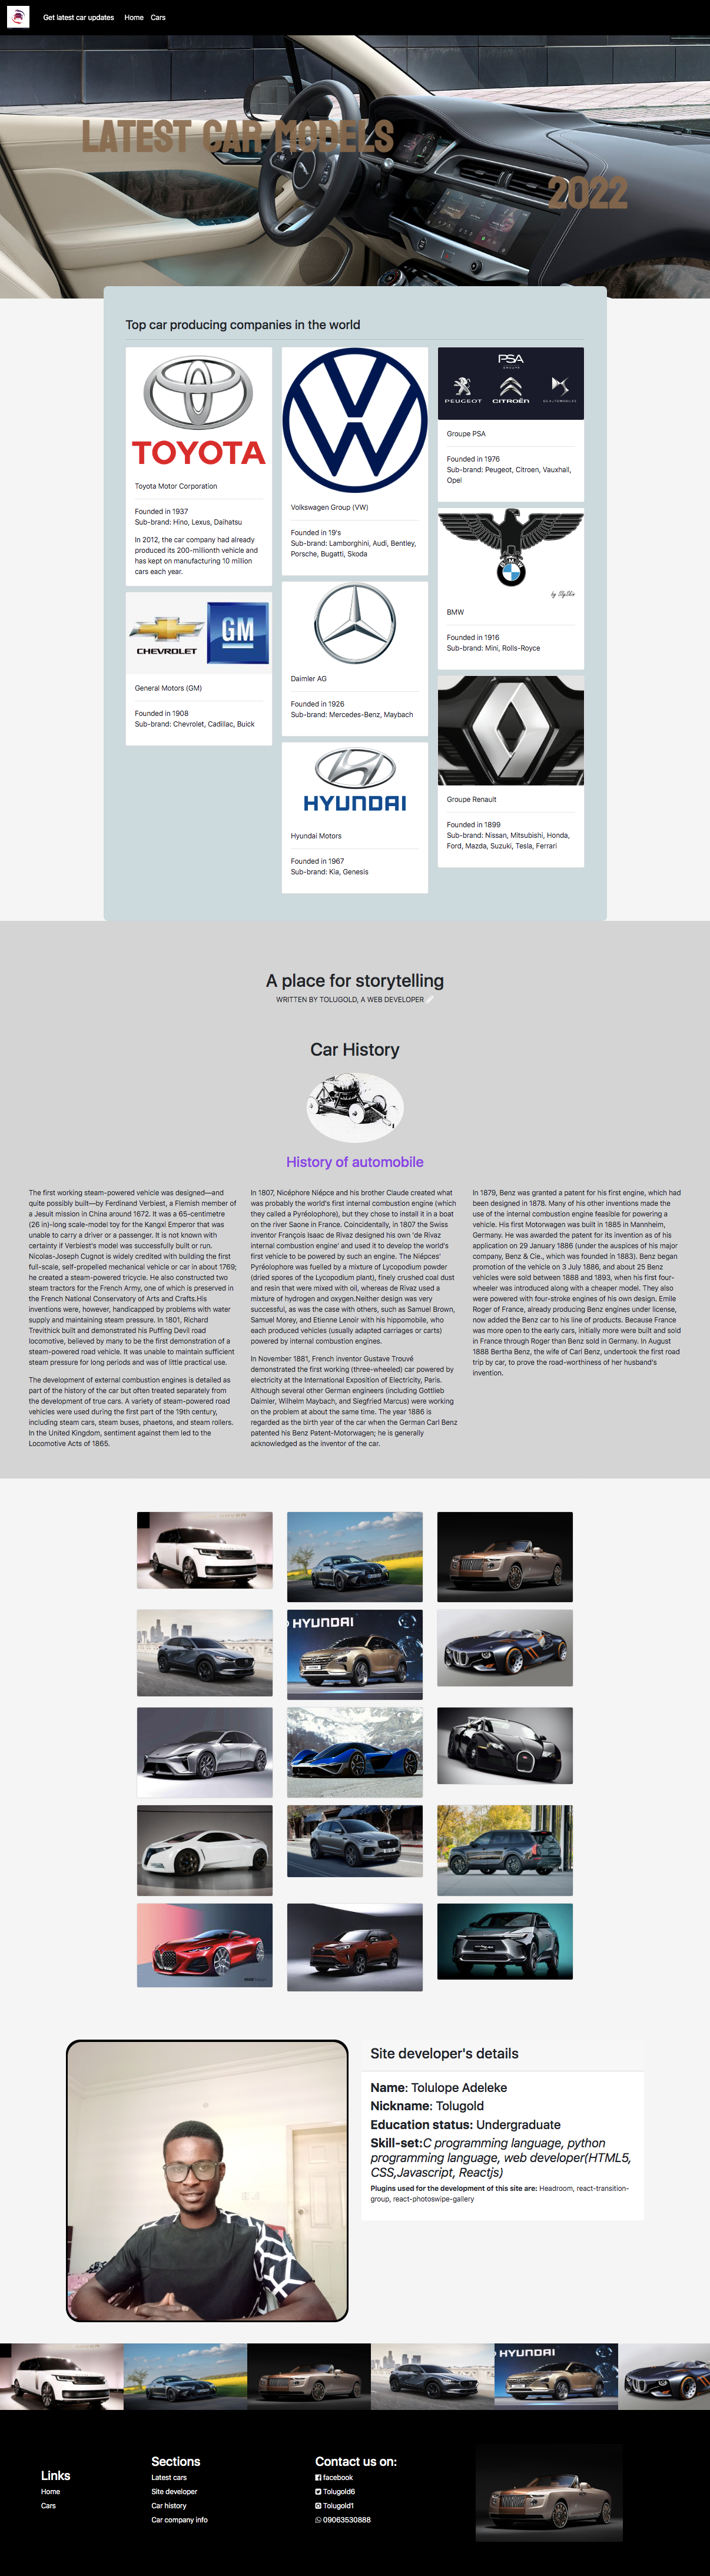 Get latest car updates Home Cars
LATEST CAR MODELS
2022
Top car producing companies in the world
TOYOTA
Toyota Motor Corporation
Founded in 1937
Sub-brand: Hino, Lexus, Daihatsu
In 2012, the car company had already
produced its 200-millionth vehicle and
has kept on manufacturing 10 million
cars each year.
CHEVROLET
GM
General Motors (GM)
Founded in 1908
Sub-brand: Chevrolet, Cadillac, Buick
Volkswagen Group (VW)
Founded in 19's
Sub-brand: Lamborghini, Audi, Bentley,
Porsche, Bugatti, Skoda
Daimler AG
Founded in 1926
Sub-brand: Mercedes-Benz, Maybach
HYUNDAI
Hyundai Motors
Founded in 1967
Sub-brand: Kia, Genesis
PSA
GROUPE
PEUGEOT CITROËN DS AUTOMOBILES
Groupe PSA
Founded in 1976
Sub-brand: Peugeot, Citroen, Vauxhall,
Opel
BMW
by SlySkin
BMW
Founded in 1916
Sub-brand: Mini, Rolls-Royce
Groupe Renault
Founded in 1899
Sub-brand: Nissan, Mitsubishi, Honda,
Ford, Mazda, Suzuki, Tesla, Ferrari
A place for storytelling
WRITTEN BY TOLUGOLD, A WEB DEVELOPER
Car History
History of automobile
The first working steam-powered vehicle was designed—and
quite possibly built—by Ferdinand Verbiest, a Flemish member of
a Jesuit mission in China around 1672. It was a 65-centimetre
(26 in)-long scale-model toy for the Kangxi Emperor that was
unable to carry a driver or a passenger. It is not known with
certainty if Verbiest's model was successfully built or run.
Nicolas-Joseph Cugnot is widely credited with building the first
full-scale, self-propelled mechanical vehicle or car in about 1769;
he created a steam-powered tricycle. He also constructed two
steam tractors for the French Army, one of which is preserved in
the French National Conservatory of Arts and Crafts.His
inventions were, however, handicapped by problems with water
supply and maintaining steam pressure. In 1801, Richard
Trevithick built and demonstrated his Puffing Devil road
locomotive, believed by many to be the first demonstration of a
steam-powered road vehicle. It was unable to maintain sufficient
steam pressure for long periods and was of little practical use.
The development of external combustion engines is detailed as
part of the history of the car but often treated separately from
the development of true cars. A variety of steam-powered road
vehicles were used during the first part of the 19th century,
including steam cars, steam buses, phaetons, and steam rollers.
In the United Kingdom, sentiment against them led to the
Locomotive Acts of 1865.
In 1807, Nicéphore Niépce and his brother Claude created what
was probably the world's first internal combustion engine (which
they called a Pyréolophore), but they chose to install it in a boat
on the river Saone in France. Coincidentally, in 1807 the Swiss
inventor François Isaac de Rivaz designed his own 'de Rivaz
internal combustion engine' and used it to develop the world's
first vehicle to be powered by such an engine. The Niépces'
Pyréolophore was fuelled by a mixture of Lycopodium powder
(dried spores of the Lycopodium plant), finely crushed coal dust
and resin that were mixed with oil, whereas de Rivaz used a
mixture of hydrogen and oxygen.Neither design was very
successful, as was the case with others, such as Samuel Brown,
Samuel Morey, and Etienne Lenoir with his hippomobile, who
each produced vehicles (usually adapted carriages or carts)
powered by internal combustion engines.
In November 1881, French inventor Gustave Trouvé
demonstrated the first working (three-wheeled) car powered by
electricity at the International Exposition of Electricity, Paris.
Although several other German engineers (including Gottlieb
Daimler, Wilhelm Maybach, and Siegfried Marcus) were working
on the problem at about the same time. The year 1886 is
regarded as the birth year of the car when the German Carl Benz
patented his Benz Patent-Motorwagen; he is generally
acknowledged as the inventor of the car.
In 1879, Benz was granted a patent for his first engine, which had
been designed in 1878. Many of his other inventions made the
use of the internal combustion engine feasible for powering a
vehicle. His first Motorwagen was built in 1885 in Mannheim,
Germany. He was awarded the patent for its invention as of his
application on 29 January 1886 (under the auspices of his major
company, Benz & Cie., which was founded in 1883). Benz began
promotion of the vehicle on 3 July 1886, and about 25 Benz
vehicles were sold between 1888 and 1893, when his first four-
wheeler was introduced along with a cheaper model. They also
were powered with four-stroke engines of his own design. Emile
Roger of France, already producing Benz engines under license,
now added the Benz car to his line of products. Because France
was more open to the early cars, initially more were built and sold
in France through Roger than Benz sold in Germany. In August
1888 Bertha Benz, the wife of Carl Benz, undertook the first road
trip by car, to prove the road-worthiness of her husband's
invention.
HYUNDAI
Site developer's details
Name: Tolulope Adeleke
Nickname: Tolugold
Education status: Undergraduate
Skill-set:C programming language, python
programming language, web developer(HTML5,
CSS,Javascript, Reactjs)
Plugins used for the development of this site are: Headroom, react-transition-
group, react-photoswipe-gallery
HYUNDAI
Links
Home
Cars
Sections
Latest cars
Site developer
Car history
Car company info
Contact us on:
facebook
Tolugold6
Tolugold1
09063530888